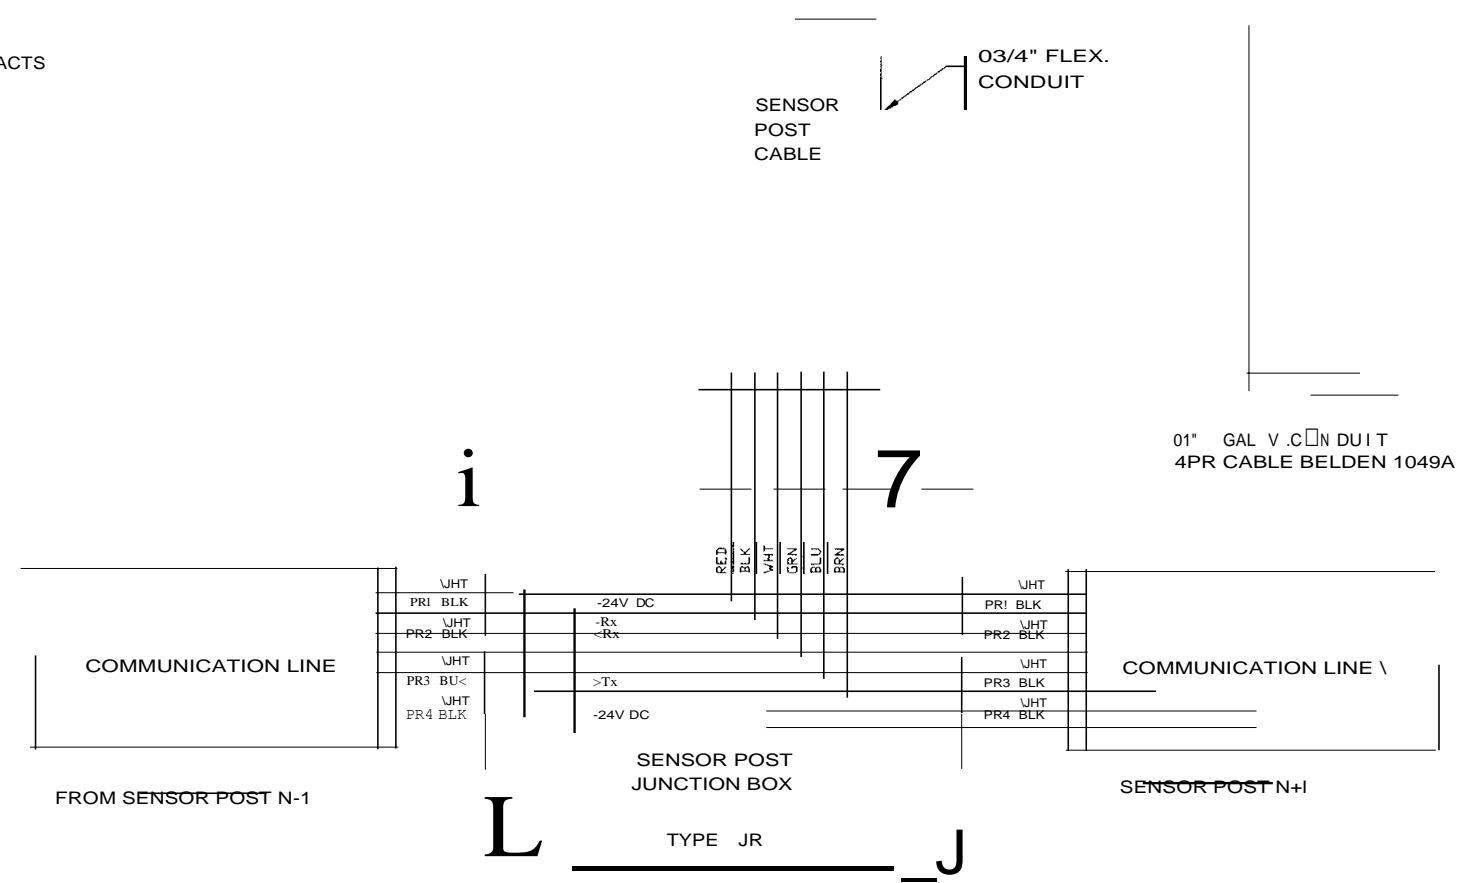 ACTS
03/4" FLEX.
CONDUIT
SENSOR
POST
CABLE
01" GAL V .C□N DUIT
4PR CABLE BELDEN 1049A
i
7
RED
BLK
WHT
GRN
BLU
BRN
\JHT
PRl BLK
\JHT
PR2 BLK
\JHT
PR3 BU<
\JHT
PR4 BLK
-24V DC
-Rx
<Rx
>Tx
-24V DC
\JHT
PR! BLK
\JHT
PR2 BLK
\JHT
PR3 BLK
\JHT
PR4 BLK
COMMUNICATION LINE
COMMUNICATION LINE \
SENSOR POST
JUNCTION BOX
FROM SENSOR POST N-1
SENSOR POST N+I
L
TYPE JR
_J